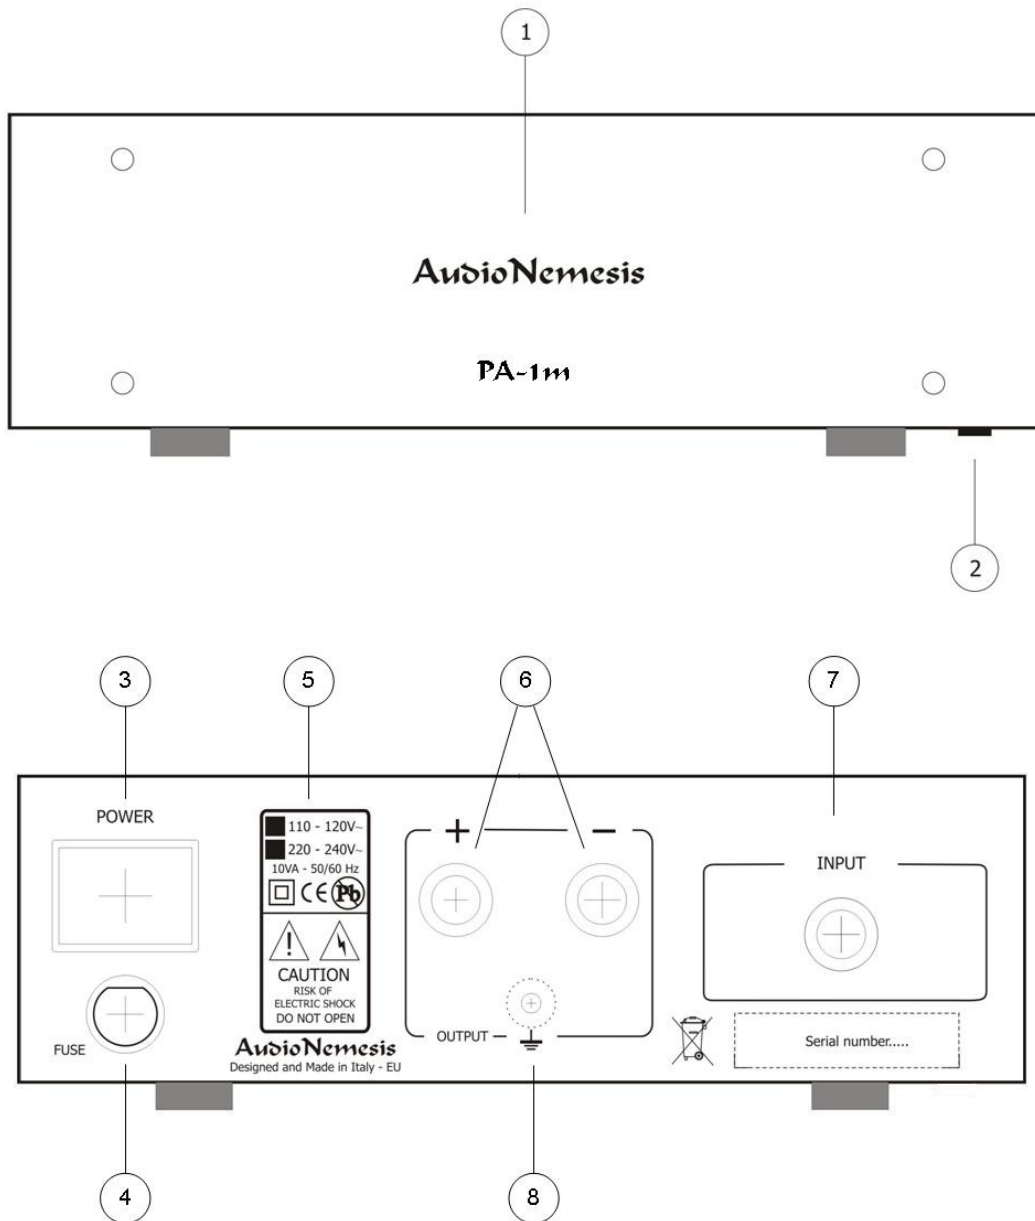 1
AudioNemesis
PA-1m
2
3
5
6
7
POWER
110 - 120V~
220 - 240V~
10VA - 50/60 Hz
CE Pb
!
CAUTION
RISK OF
ELECTRIC SHOCK
DO NOT OPEN
+ −
INPUT
FUSE
OUTPUT
AudioNemesis
Designed and Made in Italy - EU
Serial number.....
4
8